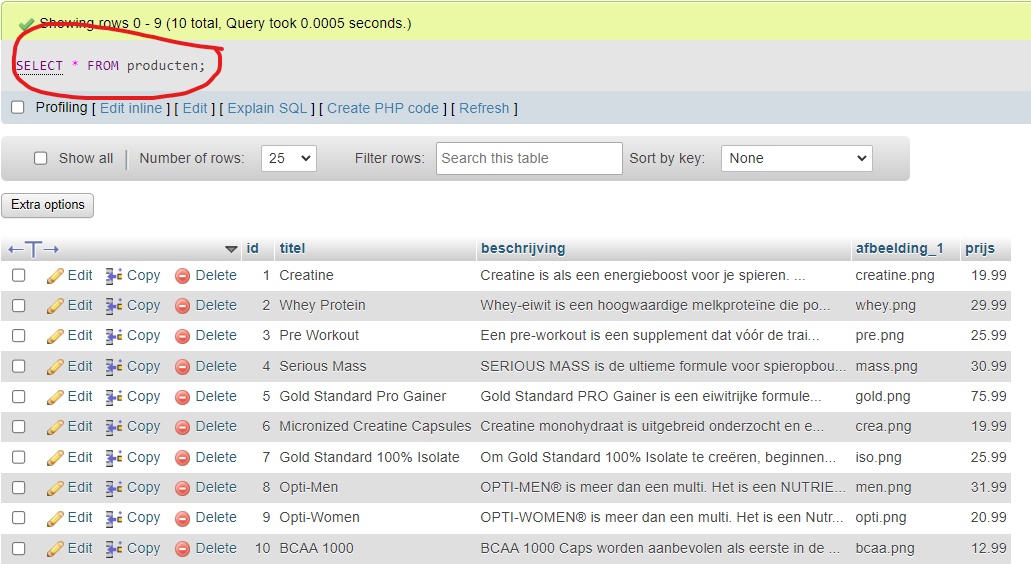 Showing rows 0 - 9 (10 total, Query took 0.0005 seconds.)
SELECT * FROM producten;
Profiling [ Edit inline ] [ Edit ] [ Explain SQL ] [ Create PHP code ] [ Refresh ]
Show all | Number of rows: 25 Filter rows: Search this table Sort by key: None
Extra options
←T→ id titel beschrijving afbeelding_1 prijs
Edit Copy Delete 1 Creatine Creatine is als een energieboost voor je spieren. ... creatine.png 19.99
Edit Copy Delete 2 Whey Protein Whey-eiwit is een hoogwaardige melkproteïne die po... whey.png 29.99
Edit Copy Delete 3 Pre Workout Een pre-workout is een supplement dat vóór de trai... pre.png 25.99
Edit Copy Delete 4 Serious Mass SERIOUS MASS is de ultieme formule voor spieropbou... mass.png 30.99
Edit Copy Delete 5 Gold Standard Pro Gainer Gold Standard PRO Gainer is een eiwitrijke formule... gold.png 75.99
Edit Copy Delete 6 Micronized Creatine Capsules Creatine monohydraat is uitgebreid onderzocht en e... crea.png 19.99
Edit Copy Delete 7 Gold Standard 100% Isolate Om Gold Standard 100% Isolate te creëren, beginnen... iso.png 25.99
Edit Copy Delete 8 Opti-Men OPTI-MEN® is meer dan een multi. Het is een NUTRIE... men.png 31.99
Edit Copy Delete 9 Opti-Women OPTI-WOMEN® is meer dan een multi. Het is een Nutr... opti.png 20.99
Edit Copy Delete 10 BCAA 1000 BCAA 1000 Caps worden aanbevolen als eerste in de ... bcaa.png 12.99